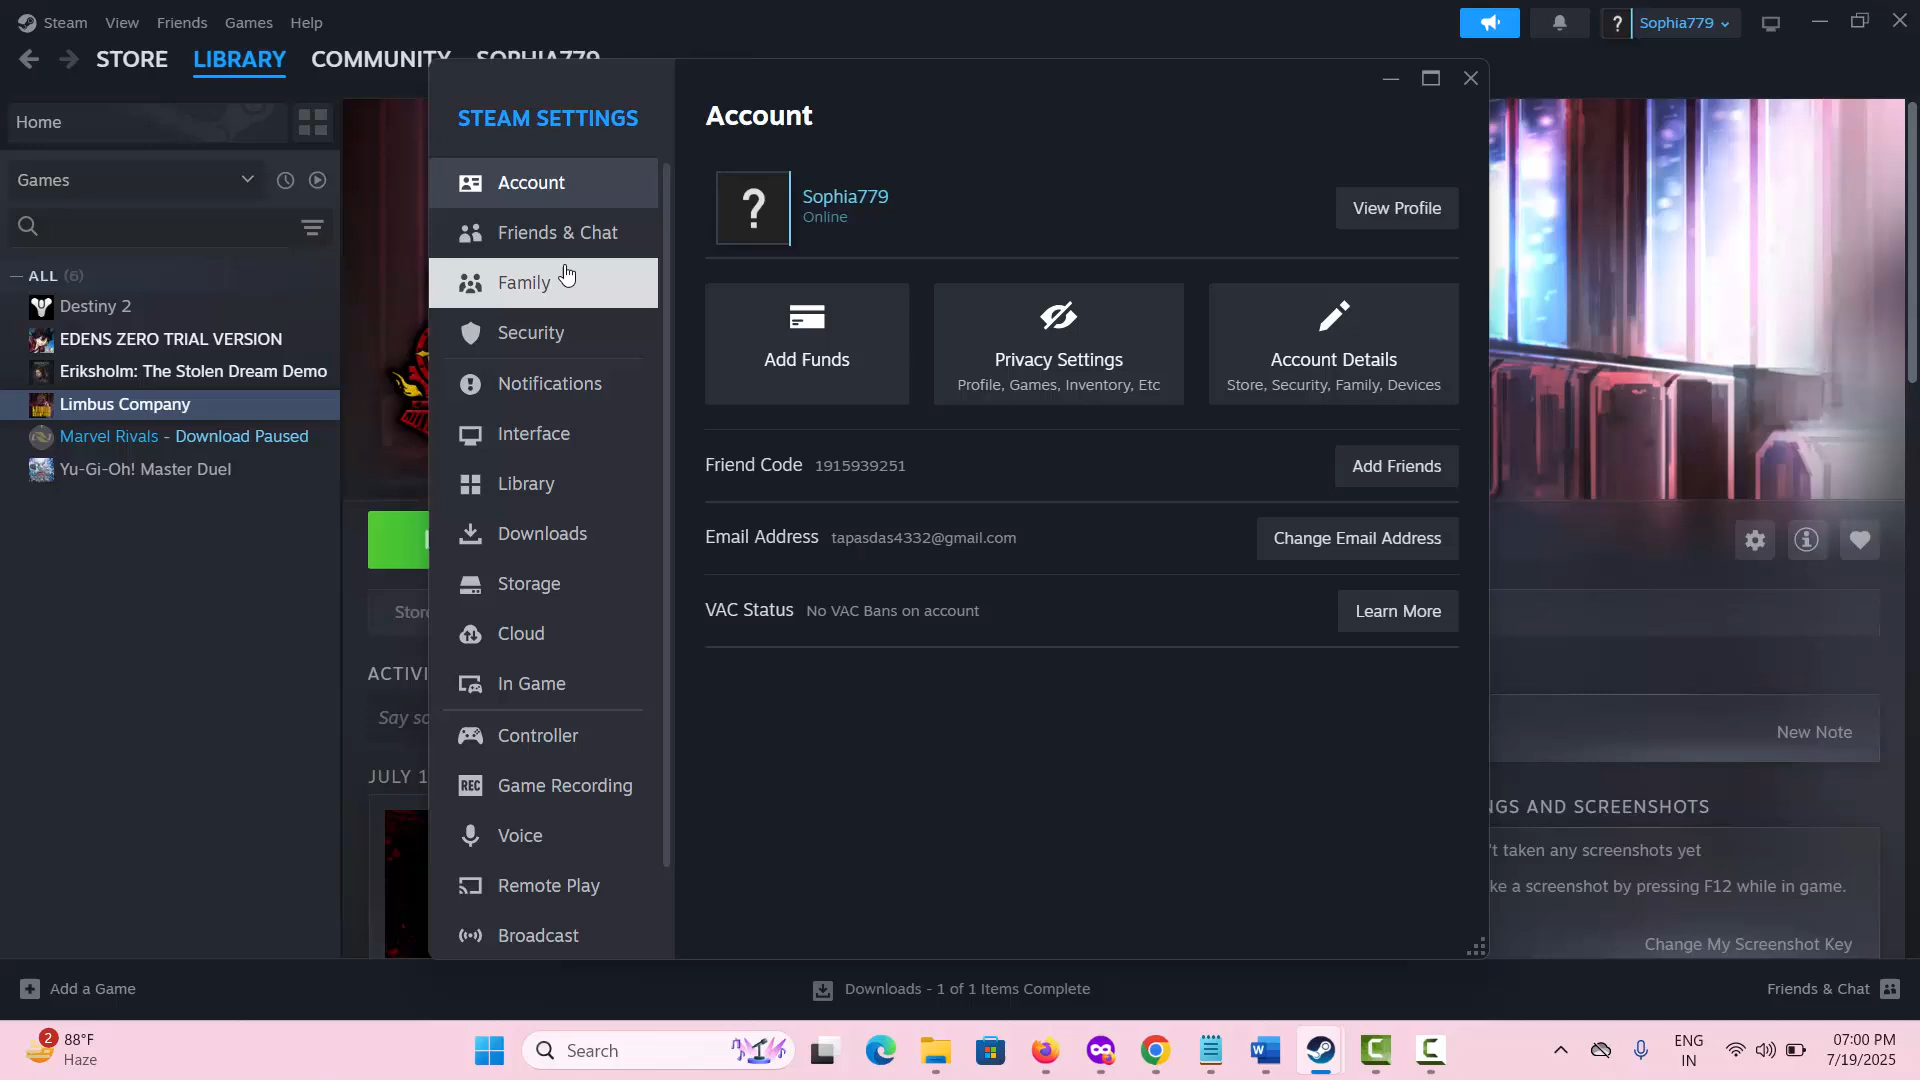 Steam View Friends Games Help
Sophia779
STORE LIBRARY COMMUNITY SOPHIA779
Home
Games
ALL (6)
Destiny 2
EDENS ZERO TRIAL VERSION
Eriksholm: The Stolen Dream Demo
Limbus Company
Marvel Rivals - Download Paused
Yu-Gi-Oh! Master Duel
STEAM SETTINGS
Account
Friends & Chat
Family
Security
Notifications
Interface
Library
Downloads
Storage
Cloud
In Game
Controller
Game Recording
REC
Voice
Remote Play
Broadcast
Account
?
Sophia779
Online
View Profile
Add Funds
Privacy Settings
Profile, Games, Inventory, Etc
Account Details
Store, Security, Family, Devices
Friend Code 1915939251
Add Friends
Email Address tapasdas4332@gmail.com
Change Email Address
VAC Status No VAC Bans on account
Learn More
Stor
ACTIVI
Say so
JULY 1
New Note
NGS AND SCREENSHOTS
't taken any screenshots yet
ke a screenshot by pressing F12 while in game.
Change My Screenshot Key
Add a Game
Downloads - 1 of 1 Items Complete
Friends & Chat
2
88°F
Haze
Search
ENG
IN
07:00 PM
7/19/2025